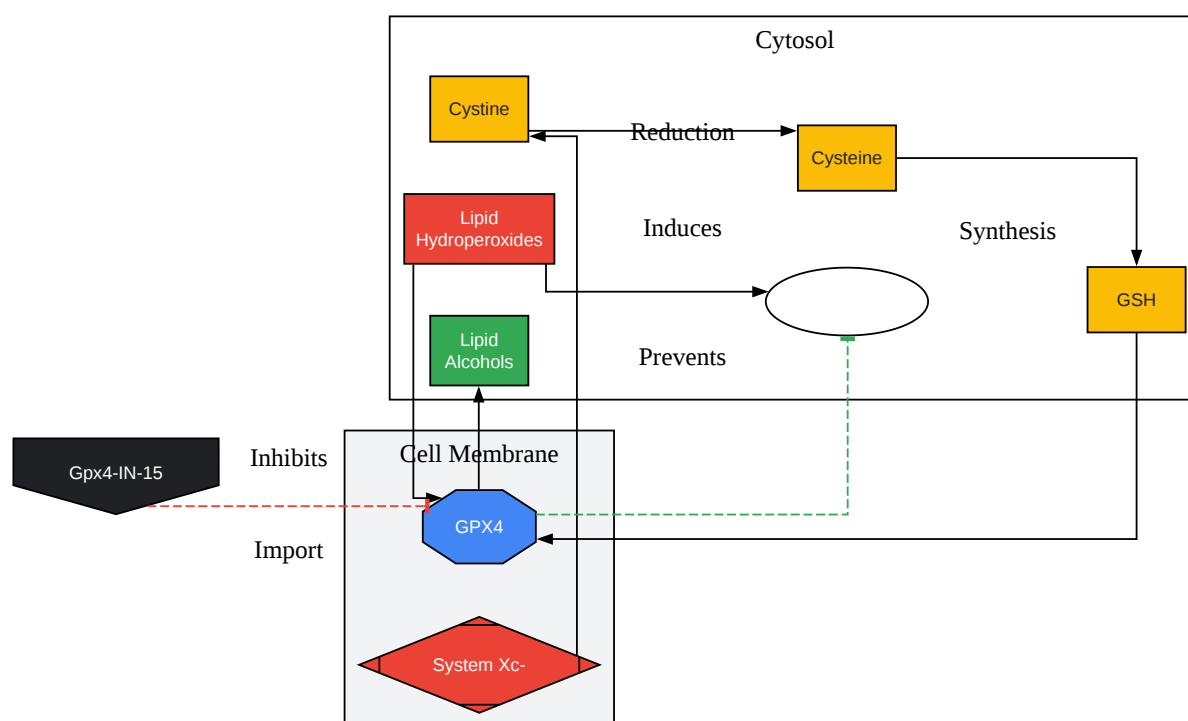 Cytosol
Cystine
Reduction
Cysteine
Lipid
Hydroperoxides
Induces
Synthesis
GSH
Lipid
Alcohols
Prevents
Cell Membrane
Inhibits
Gpx4-IN-15
GPX4
Import
System Xc-